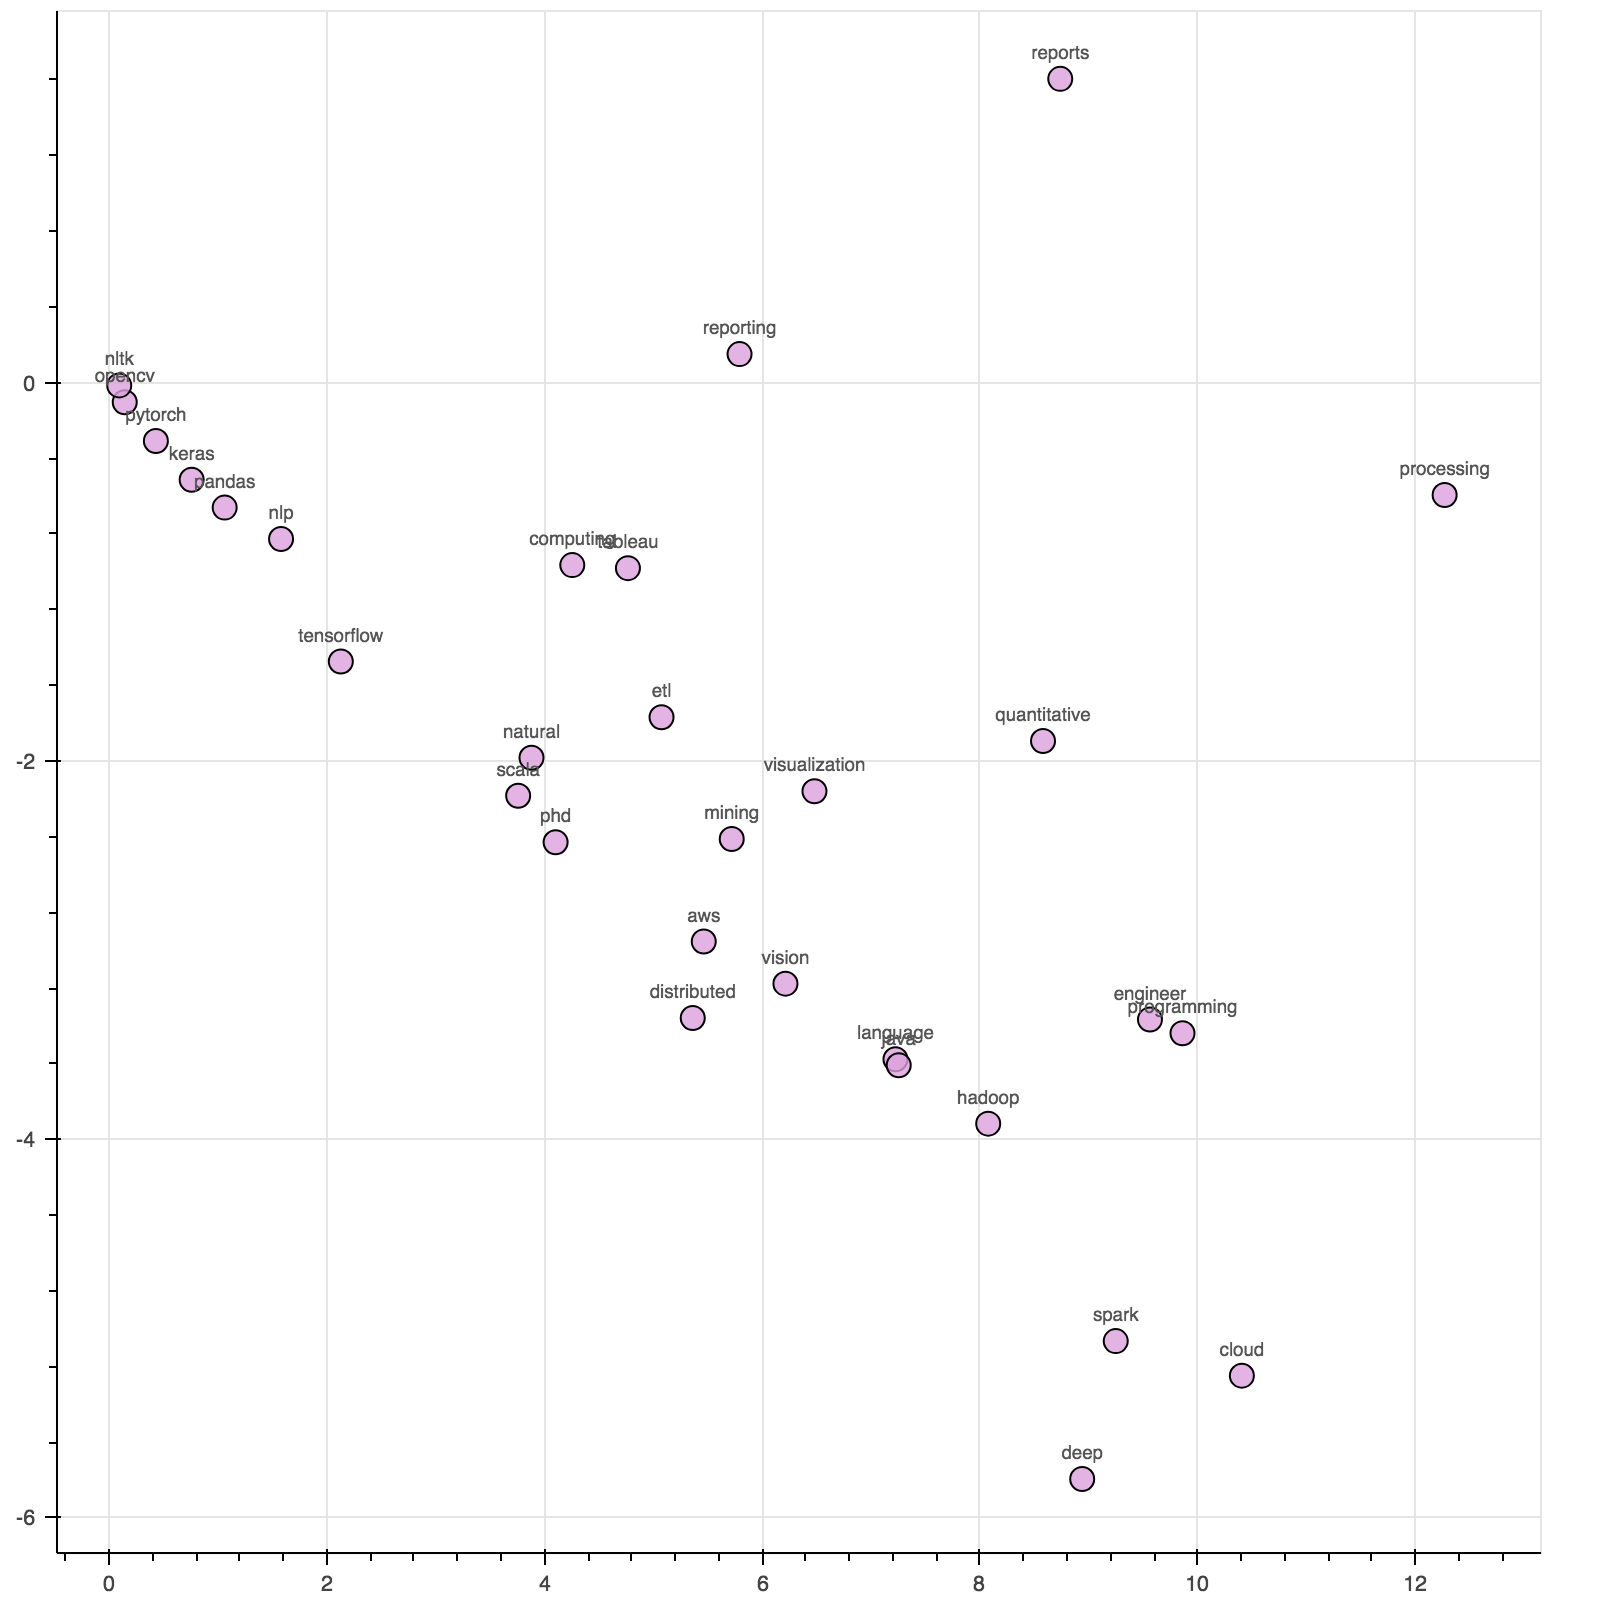 reports
reporting
nltk
0
opencv
pytorch
keras
processing
pandas
nlp
computing
tableau
tensorflow
etl
quantitative
natural
-2
visualization
scala
mining
phd
aws
vision
distributed
engineer
programming
language
java
hadoop
-4
spark
cloud
deep
-6
0 2 4 6 8 10 12